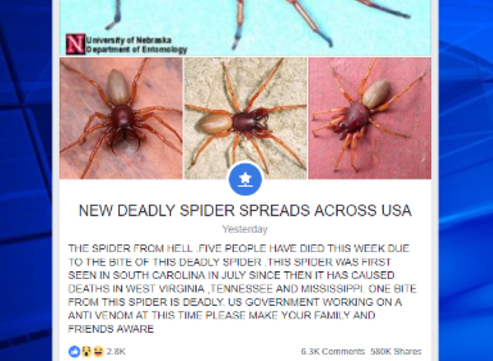 N University of Nebraska
Department of Entomology
NEW DEADLY SPIDER SPREADS ACROSS USA
Yesterday
THE SPIDER FROM HELL .FIVE PEOPLE HAVE DIED THIS WEEK DUE
TO THE BITE OF THIS DEADLY SPIDER .THIS SPIDER WAS FIRST
SEEN IN SOUTH CAROLINA IN JULY SINCE THEN IT HAS CAUSED
DEATHS IN WEST VIRGINIA ,TENNESSEE AND MISSISSIPPI. ONE BITE
FROM THIS SPIDER IS DEADLY. US GOVERNMENT WORKING ON A
ANTI VENOM AT THIS TIME PLEASE MAKE YOUR FAMILY AND
FRIENDS AWARE
2.8K 6.3K Comments 580K Shares